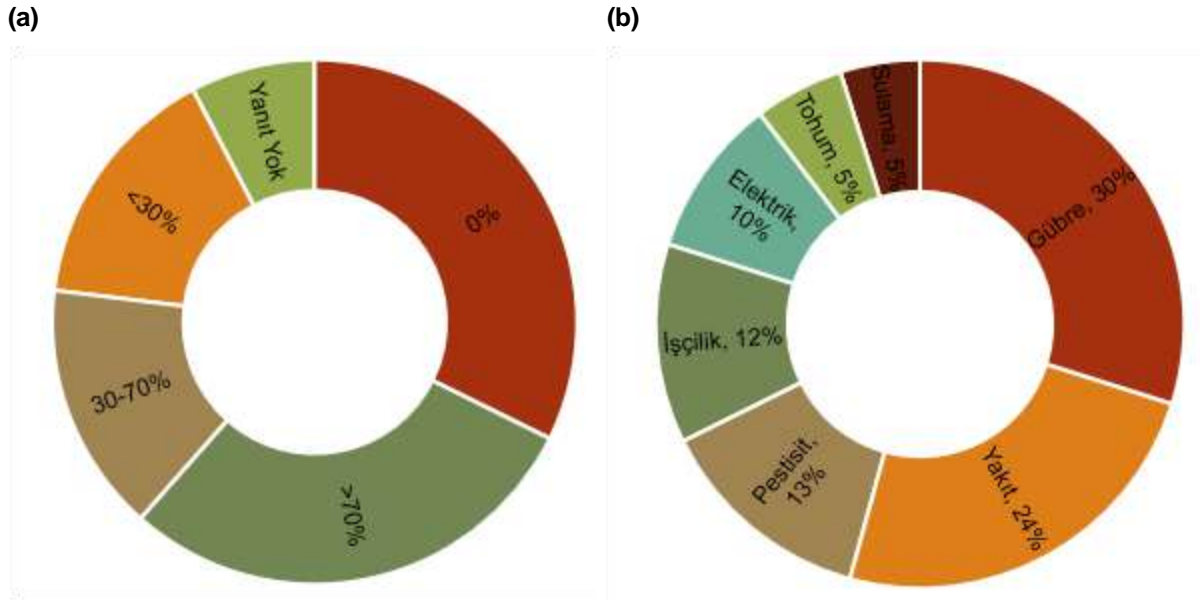 (a)
(b)
0%
>70%
30-70%
<30%
Yanıt Yok
Gübre, 30%
Yakıt, 24%
Pestisit,
13%
İşçilik, 12%
Elektrik,
10%
Tohum, 5%
Sulama, 5%